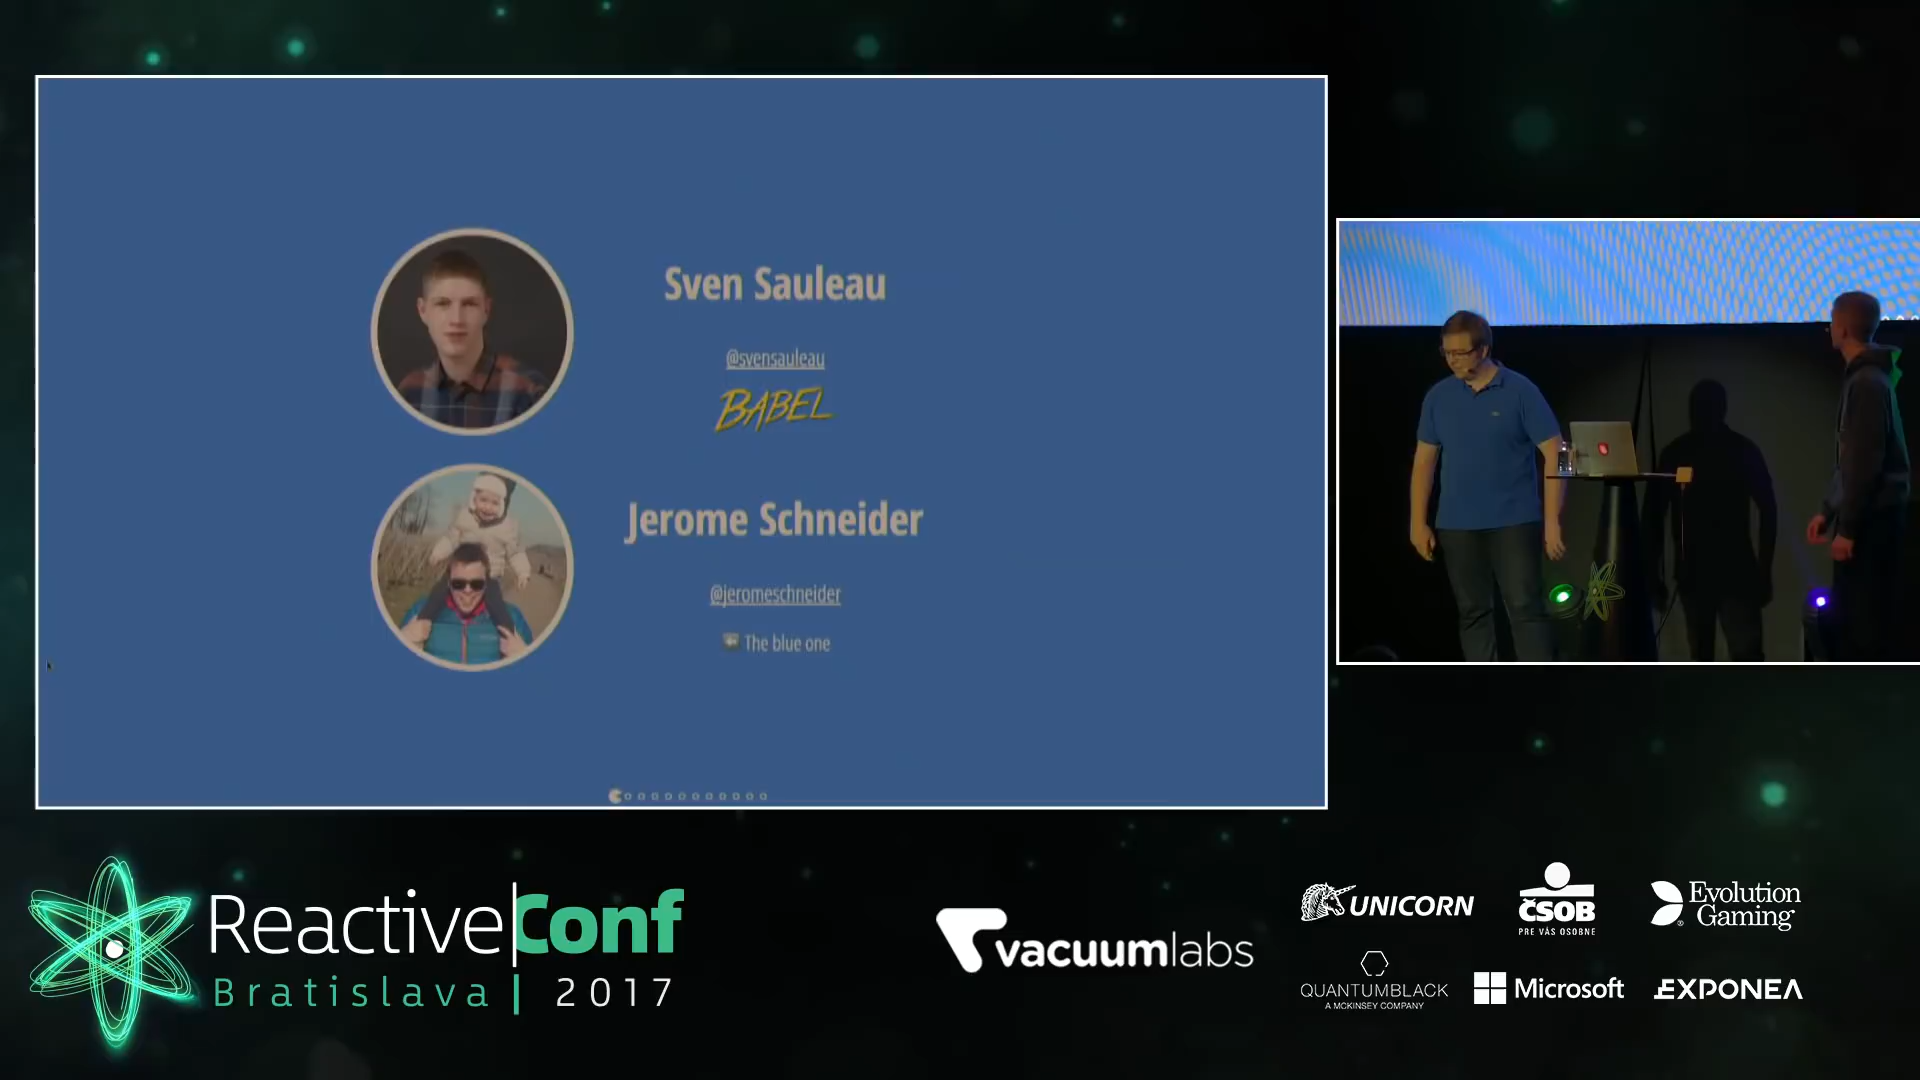 Sven Sauleau
@svensauleau
BABEL
Jerome Schneider
@jeromeschneider
The blue one
ReactiveConf
Bratislava | 2017
vacuumlabs
UNICORN
ČSOB
PRE VÁS OSOBNE
Evolution
Gaming
QUANTUMBLACK
A MCKINSEY COMPANY
Microsoft
EXPONEA